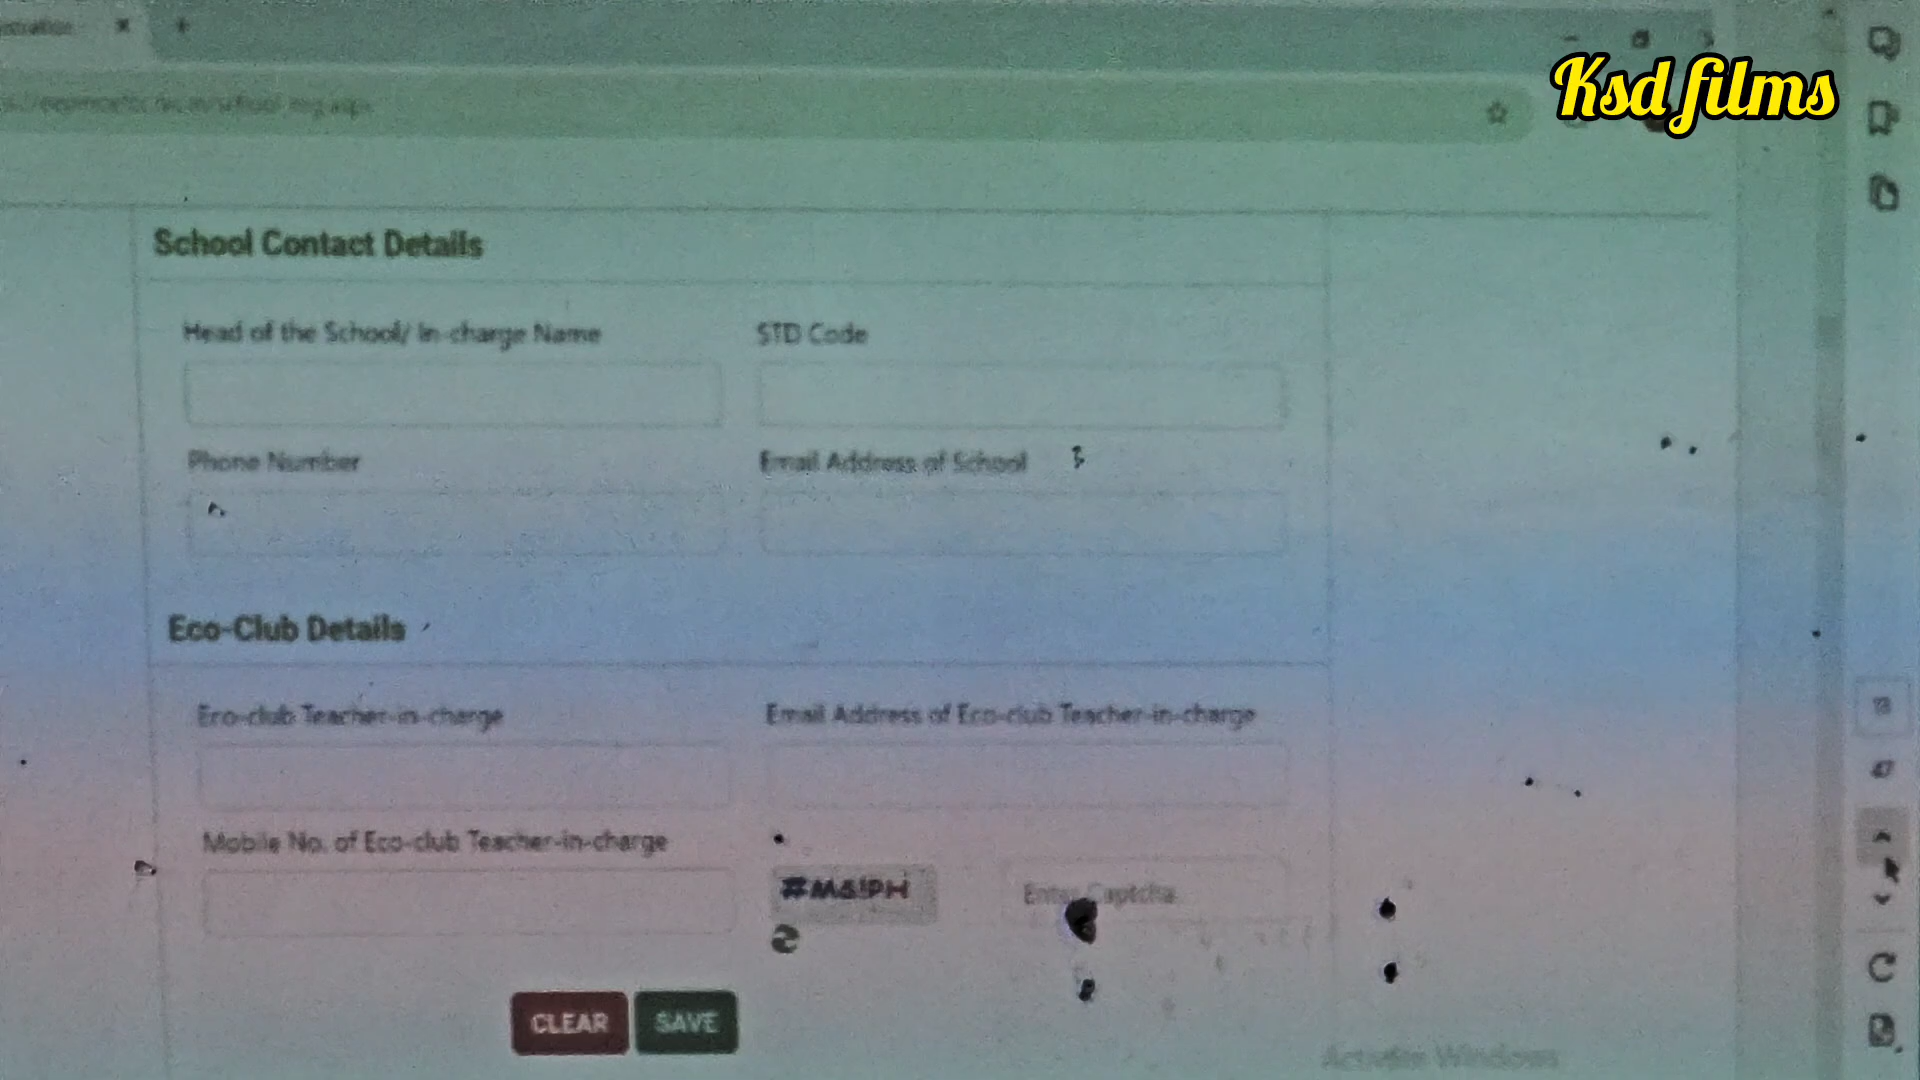 Ksd films
School Contact Details
Head of the School/ In-charge Name
STD Code
Phone Number
Email Address of School
Eco-Club Details
Eco-club Teacher-in-charge
Email Address of Eco-club Teacher-in-charge
Mobile No. of Eco-club Teacher-in-charge
Enter Captcha
CLEAR
SAVE
Activate Windows